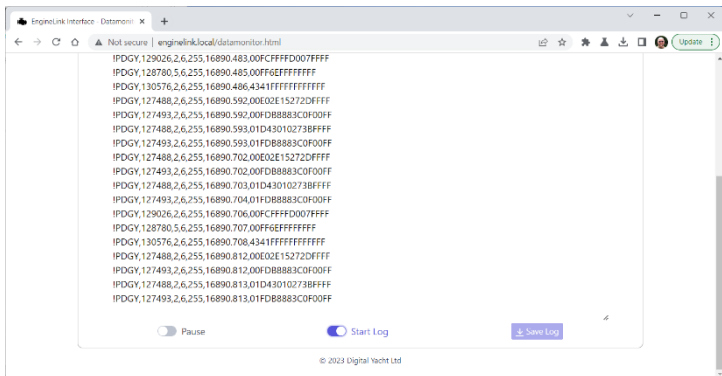 EngineLink Interface - Datamonit
Update
Not secure | enginelink.local/datamonitor.html
!PDGY,129026,2,6,255,16890.483,00FCFFFFD007FFFF
!PDGY,128780,5,6,255,16890.485,00FF6EFFFFFFFF
!PDGY,130576,2,6,255,16890.486,4341FFFFFFFFFFFF
!PDGY,127488,2,6,255,16890.592,00E02E15272DFFFF
!PDGY,127493,2,6,255,16890.592,00FDB8883C0F00FF
!PDGY,127488,2,6,255,16890.593,01D43010273BFFFF
!PDGY,127493,2,6,255,16890.593,01FDB8883C0F00FF
!PDGY,127488,2,6,255,16890.702,00E02E15272DFFFF
!PDGY,127493,2,6,255,16890.702,00FDB8883C0F00FF
!PDGY,127488,2,6,255,16890.703,01D43010273BFFFF
!PDGY,127493,2,6,255,16890.704,01FDB8883C0F00FF
!PDGY,129026,2,6,255,16890.706,00FCFFFFD007FFFF
!PDGY,128780,5,6,255,16890.707,00FF6EFFFFFFFF
!PDGY,130576,2,6,255,16890.708,4341FFFFFFFFFFFF
!PDGY,127488,2,6,255,16890.812,00E02E15272DFFFF
!PDGY,127493,2,6,255,16890.812,00FDB8883C0F00FF
!PDGY,127488,2,6,255,16890.813,01D43010273BFFFF
!PDGY,127493,2,6,255,16890.813,01FDB8883C0F00FF
Pause
Start Log
Save Log
© 2023 Digital Yacht Ltd